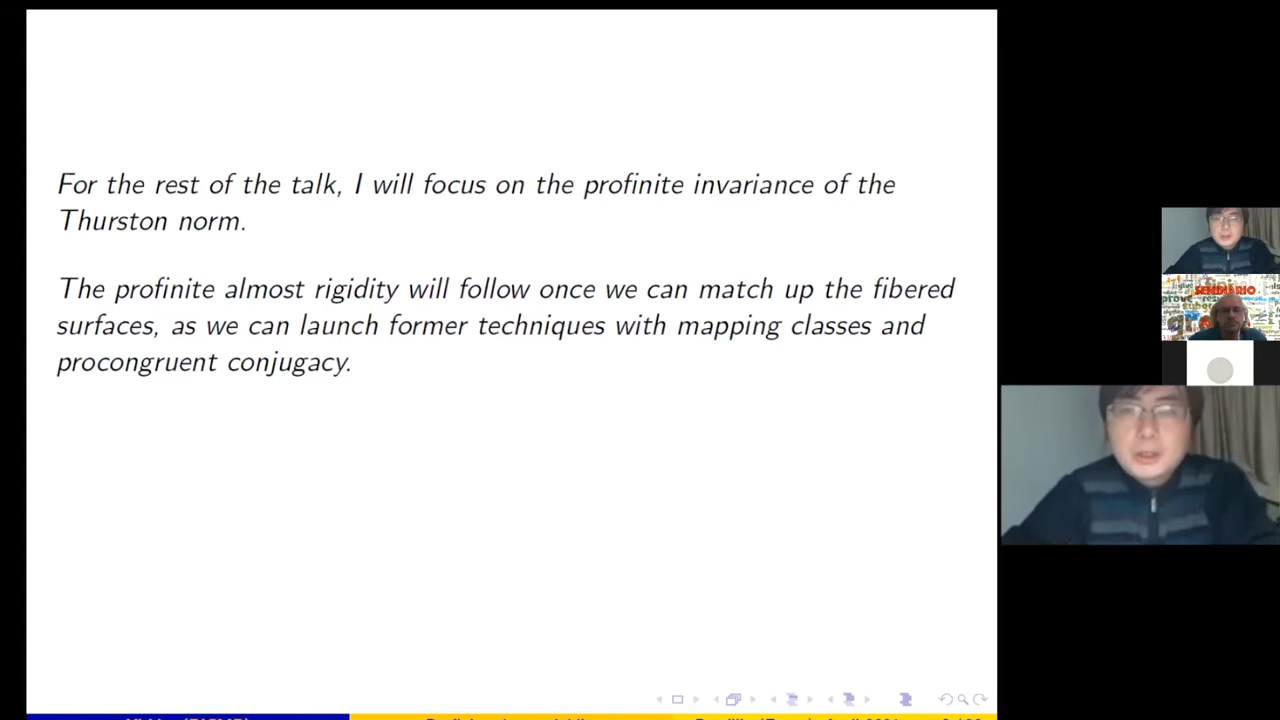 For the rest of the talk, I will focus on the profinite invariance of the
Thurston norm.
The profinite almost rigidity will follow once we can match up the fibered
surfaces, as we can launch former techniques with mapping classes and
procongruent conjugacy.
SEMINARIO